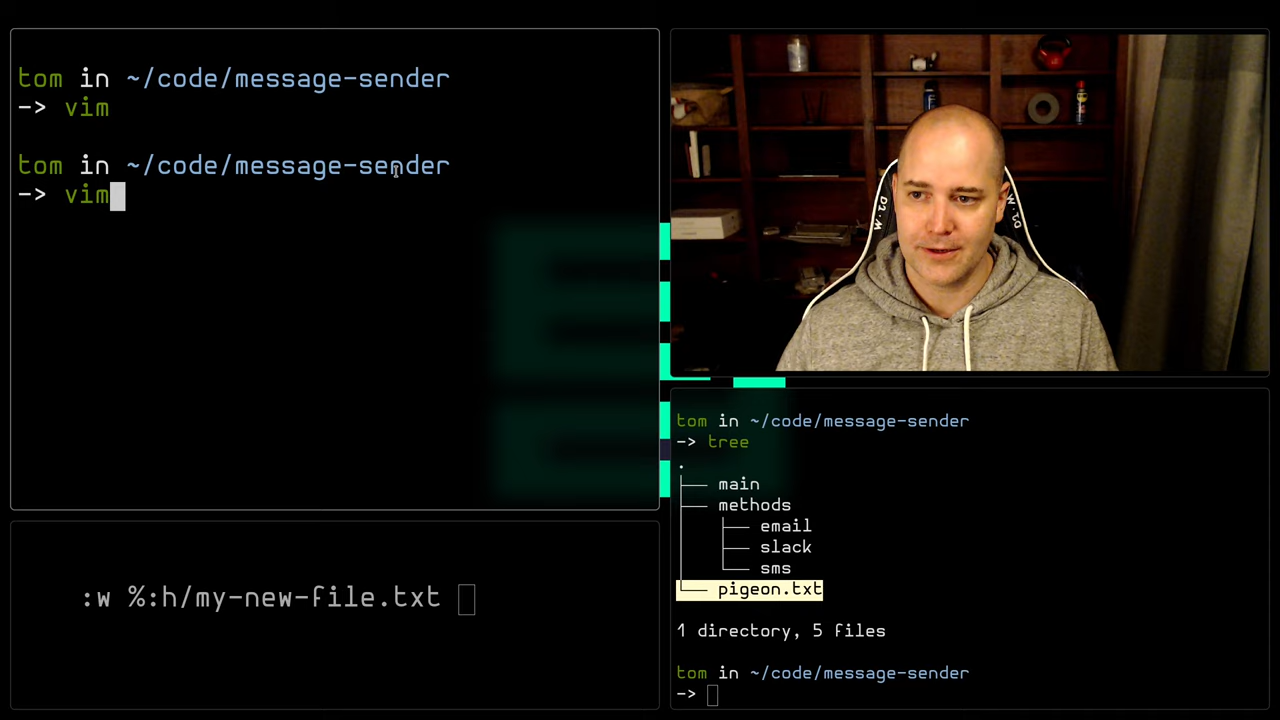 tom in ~/code/message-sender
-> vim
tom in ~/code/message-sender
-> vim
:w %:h/my-new-file.txt
W·DJ
W·DJ
tom in ~/code/message-sender
-> tree
.
├── main
├── methods
│   ├── email
│   ├── slack
│   └── sms
└── pigeon.txt
1 directory, 5 files
tom in ~/code/message-sender
->